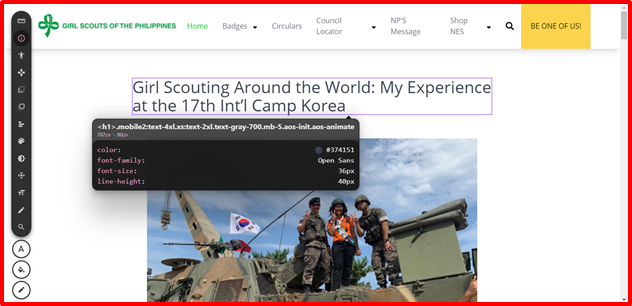 GIRL SCOUTS OF THE PHILIPPINES
Home
Badges
Circulars
Council
Locator
NP'S
Message
Shop
NES
BE ONE OF US!
Girl Scouting Around the World: My Experience
at the 17th Int'l Camp Korea
<h1>.mobile2:text-4xl.xs:text-2xl.text-gray-700.mb-5.aos-init.aos-animate
787px × 80px
color: #374151
font-family: Open Sans
font-size: 36px
line-height: 40px
A